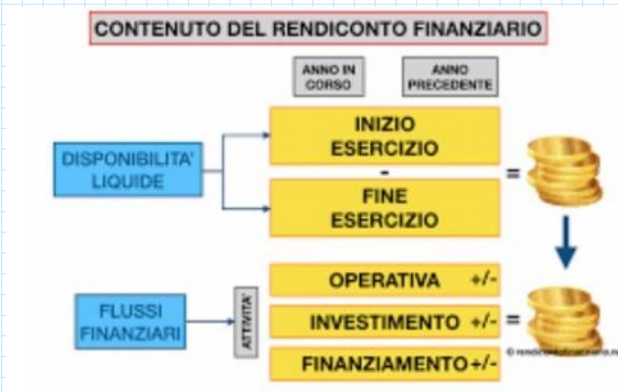 CONTENUTO DEL RENDICONTO FINANZIARIO
ANNO IN
CORSO
ANNO
PRECEDENTE
INIZIO
ESERCIZIO
DISPONIBILITA'
LIQUIDE
-
=
FINE
ESERCIZIO
OPERATIVA +/-
FLUSSI
FINANZIARI
ATTIVITA'
INVESTIMENTO +/- =
FINANZIAMENTO +/-